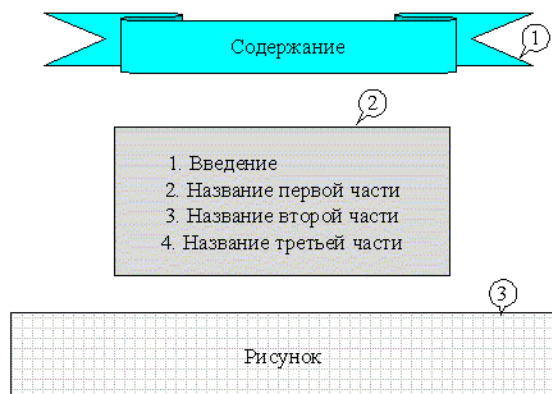 Содержание
1
2
1. Введение
2. Название первой части
3. Название второй части
4. Название третьей части
3
Рисунок